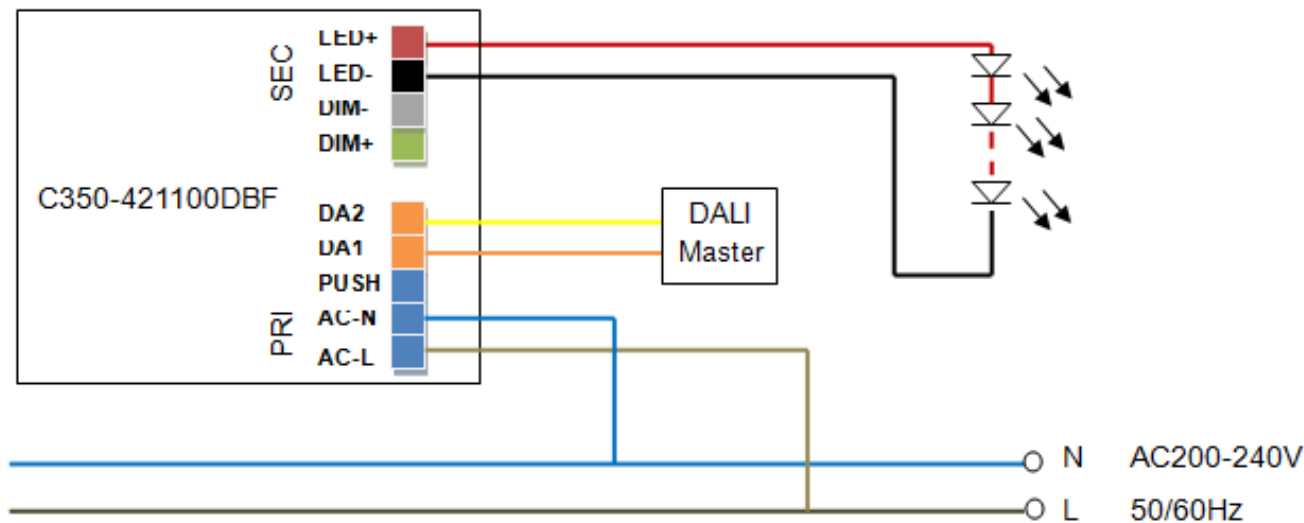 SEC
LED+
LED-
DIM-
DIM+
C350-421100DBF
DA2
DA1
PUSH
AC-N
AC-L
PRI
DALI
Master
N AC200-240V
L 50/60Hz